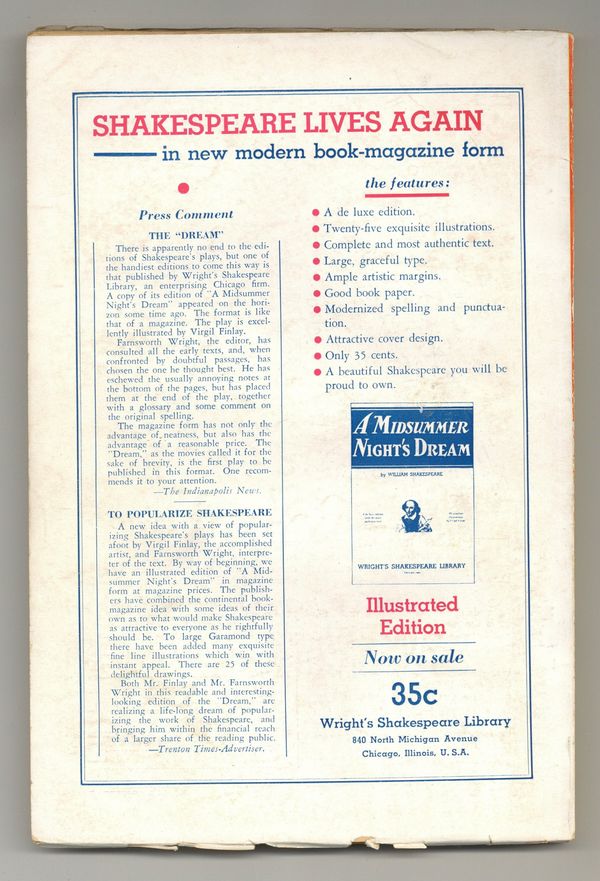 SHAKESPEARE LIVES AGAIN
in new modern book-magazine form
Press Comment
THE "DREAM"
There is apparently no end to the edi-
tions of Shakespeare's plays, but one of
the handiest editions to come this way is
that published by Wright's Shakespeare
Library, an enterprising Chicago firm.
A copy of its edition of "A Midsummer
Night's Dream" appeared on the hori-
zon some time ago. The format is like
that of a magazine. The play is excel-
lently illustrated by Virgil Finlay.
Farnsworth Wright, the editor, has
consulted all the early texts, and, when
confronted by doubtful passages, has
chosen the one he thought best. He has
eschewed the usually annoying notes at
the bottom of the pages, but has placed
them at the end of the play, together
with a glossary and some comment on
the original spelling.
The magazine form has not only the
advantage of neatness, but also has the
advantage of a reasonable price. The
"Dream," as the movies called it for the
sake of brevity, is the first play to be
published in this format. One recom-
mends it to your attention.
—The Indianapolis News.
TO POPULARIZE SHAKESPEARE
A new idea with a view of popular-
izing Shakespeare's plays has been set
afoot by Virgil Finlay, the accomplished
artist, and Farnsworth Wright, interpre-
ter of the text. By way of beginning, we
have an illustrated edition of "A Mid-
summer Night's Dream" in magazine
form at magazine prices. The publish-
ers have combined the continental book-
magazine idea with some ideas of their
own as to what would make Shakespeare
as attractive to everyone as he rightfully
should be. To large Garamond type
there have been added many exquisite
fine line illustrations which win with
instant appeal. There are 25 of these
delightful drawings.
Both Mr. Finlay and Mr. Farnsworth
Wright in this readable and interesting-
looking edition of the "Dream," are
realizing a life-long dream of popular-
izing the work of Shakespeare, and
bringing him within the financial reach
of a larger share of the reading public.
—Trenton Times-Advertiser.
the features:
A de luxe edition.
Twenty-five exquisite illustrations.
Complete and most authentic text.
Large, graceful type.
Ample artistic margins.
Good book paper.
Modernized spelling and punctua-
tion.
Attractive cover design.
Only 35 cents.
A beautiful Shakespeare you will be
proud to own.
A MIDSUMMER
NIGHT'S DREAM
by WILLIAM SHAKESPEARE
WRIGHT'S SHAKESPEARE LIBRARY
Illustrated
Edition
Now on sale
35c
Wright's Shakespeare Library
840 North Michigan Avenue
Chicago, Illinois, U. S. A.